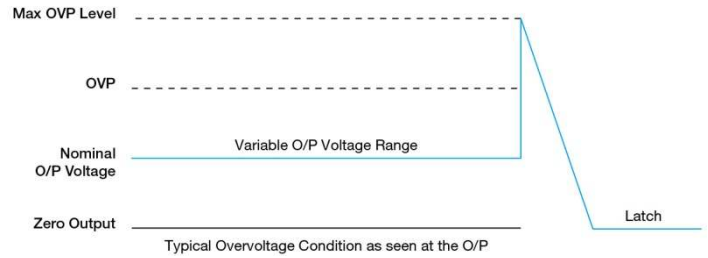 Max OVP Level
OVP
Variable O/P Voltage Range
Nominal
O/P Voltage
Zero Output
Latch
Typical Overvoltage Condition as seen at the O/P